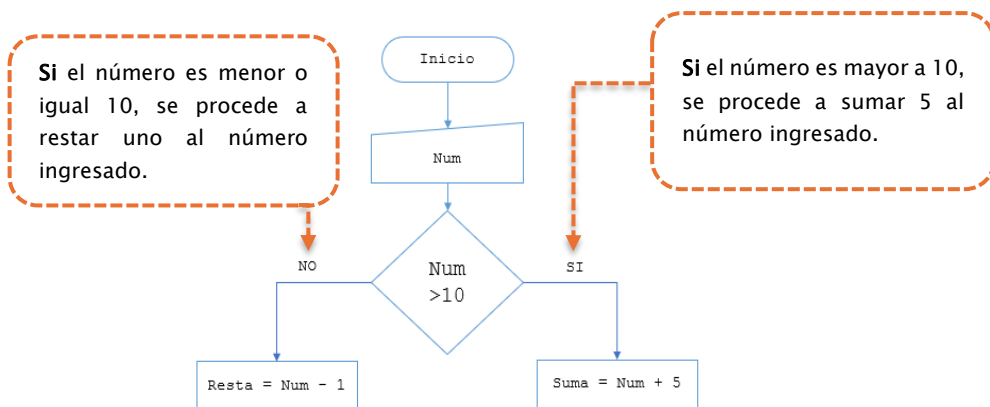 Si el número es menor o
igual 10, se procede a
restar uno al número
ingresado.
Inicio
Si el número es mayor a 10,
se procede a sumar 5 al
número ingresado.
Num
NO
Num
>10
SI
Resta = Num - 1
Suma = Num + 5